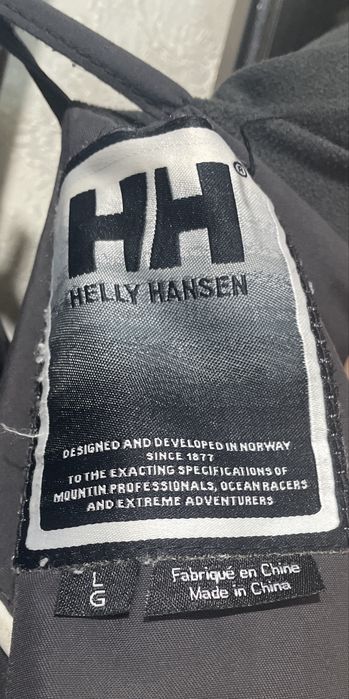 HH®
HELLY HANSEN
DESIGNED AND DEVELOPED IN NORWAY
SINCE 1877
TO THE EXACTING SPECIFICATIONS OF
MOUNTIN PROFESSIONALS, OCEAN RACERS
AND EXTREME ADVENTURERS
L
G
Fabriqué en Chine
Made in China